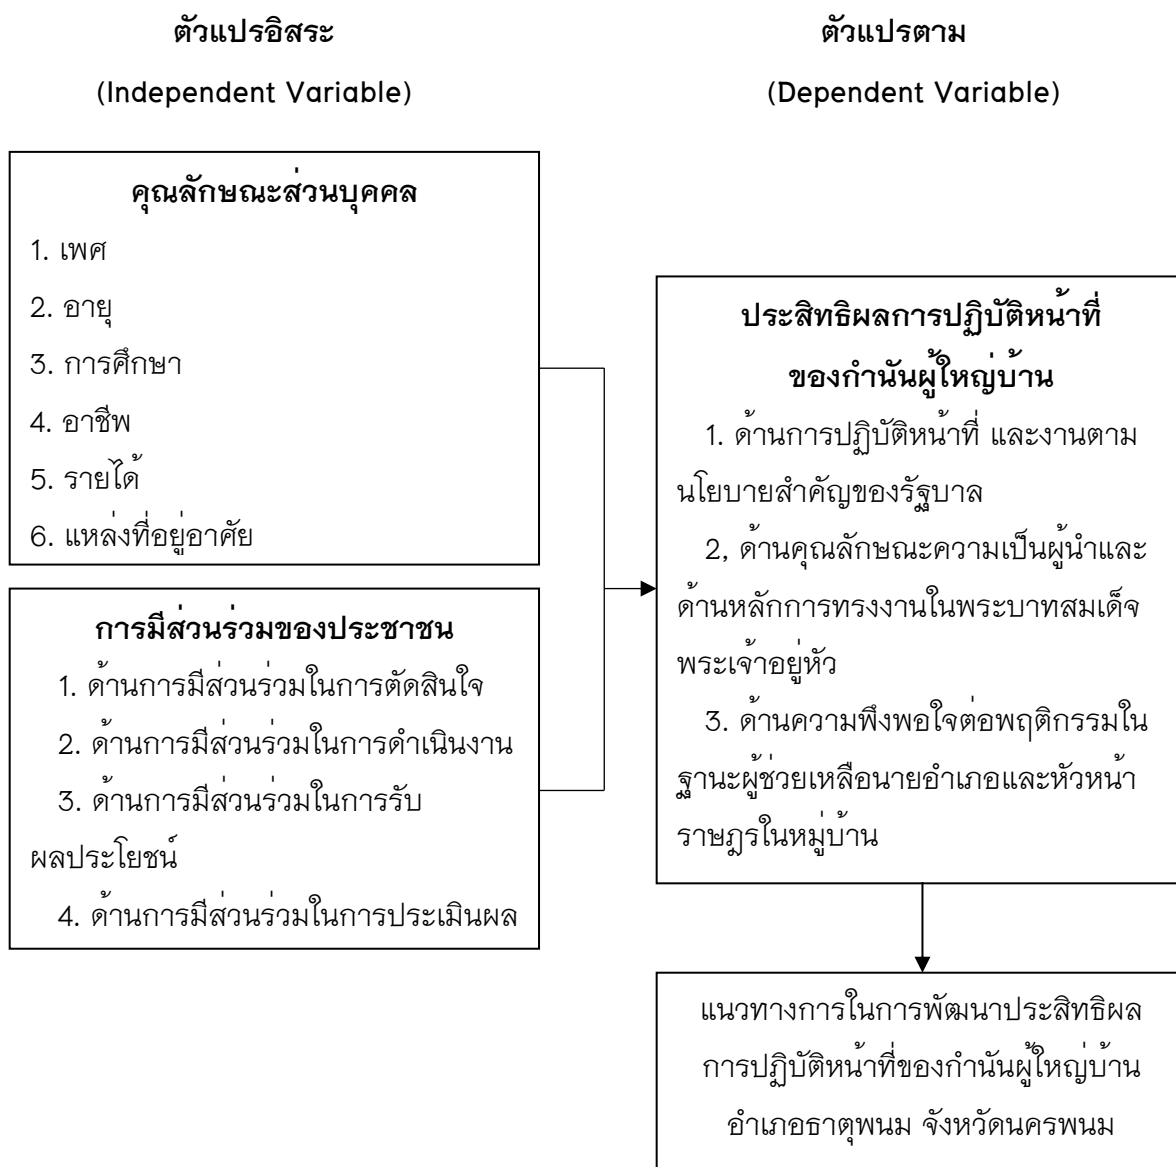 ตัวแปรอิสระ
(Independent Variable)
ตัวแปรตาม
(Dependent Variable)
คุณลักษณะส่วนบุคคล
1. เพศ
2. อายุ
3. การศึกษา
4. อาชีพ
5. รายได้
6. แหล่งที่อยู่อาศัย
การมีส่วนร่วมของประชาชน
1. ด้านการมีส่วนร่วมในการตัดสินใจ
2. ด้านการมีส่วนร่วมในการดำเนินงาน
3. ด้านการมีส่วนร่วมในการรับ
ผลประโยชน์
4. ด้านการมีส่วนร่วมในการประเมินผล
ประสิทธิผลการปฏิบัติหน้าที่
ของกำนันผู้ใหญ่บ้าน
1. ด้านการปฏิบัติหน้าที่ และงานตาม
นโยบายสำคัญของรัฐบาล
2, ด้านคุณลักษณะความเป็นผู้นำและ
ด้านหลักการทรงงานในพระบาทสมเด็จ
พระเจ้าอยู่หัว
3. ด้านความพึงพอใจต่อพฤติกรรมใน
ฐานะผู้ช่วยเหลือนายอำเภอและหัวหน้า
ราษฎรในหมู่บ้าน
แนวทางการในการพัฒนาประสิทธิผล
การปฏิบัติหน้าที่ของกำนันผู้ใหญ่บ้าน
อำเภอธาตุพนม จังหวัดนครพนม